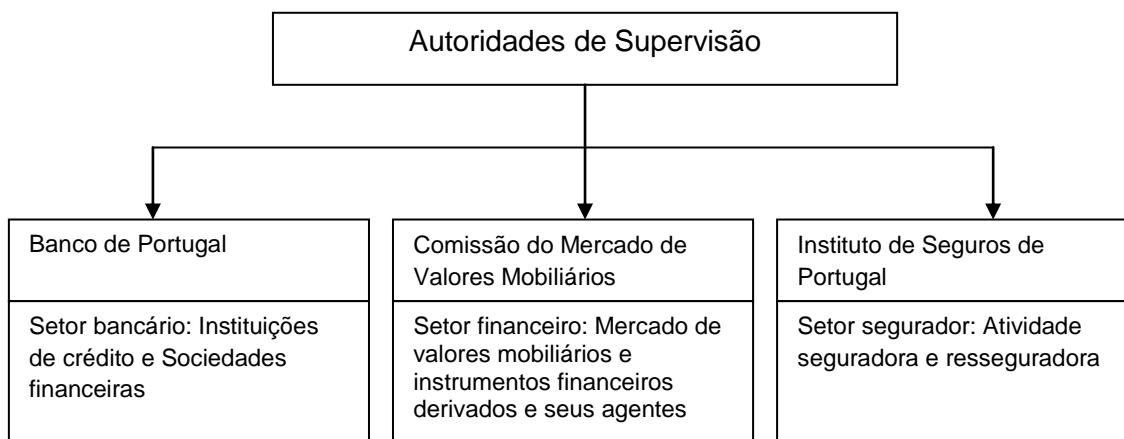 Autoridades de Supervisão
Banco de Portugal
Setor bancário: Instituições
de crédito e Sociedades
financeiras
Comissão do Mercado de
Valores Mobiliários
Setor financeiro: Mercado de
valores mobiliários e
instrumentos financeiros
derivados e seus agentes
Instituto de Seguros de
Portugal
Setor segurador: Atividade
seguradora e resseguradora